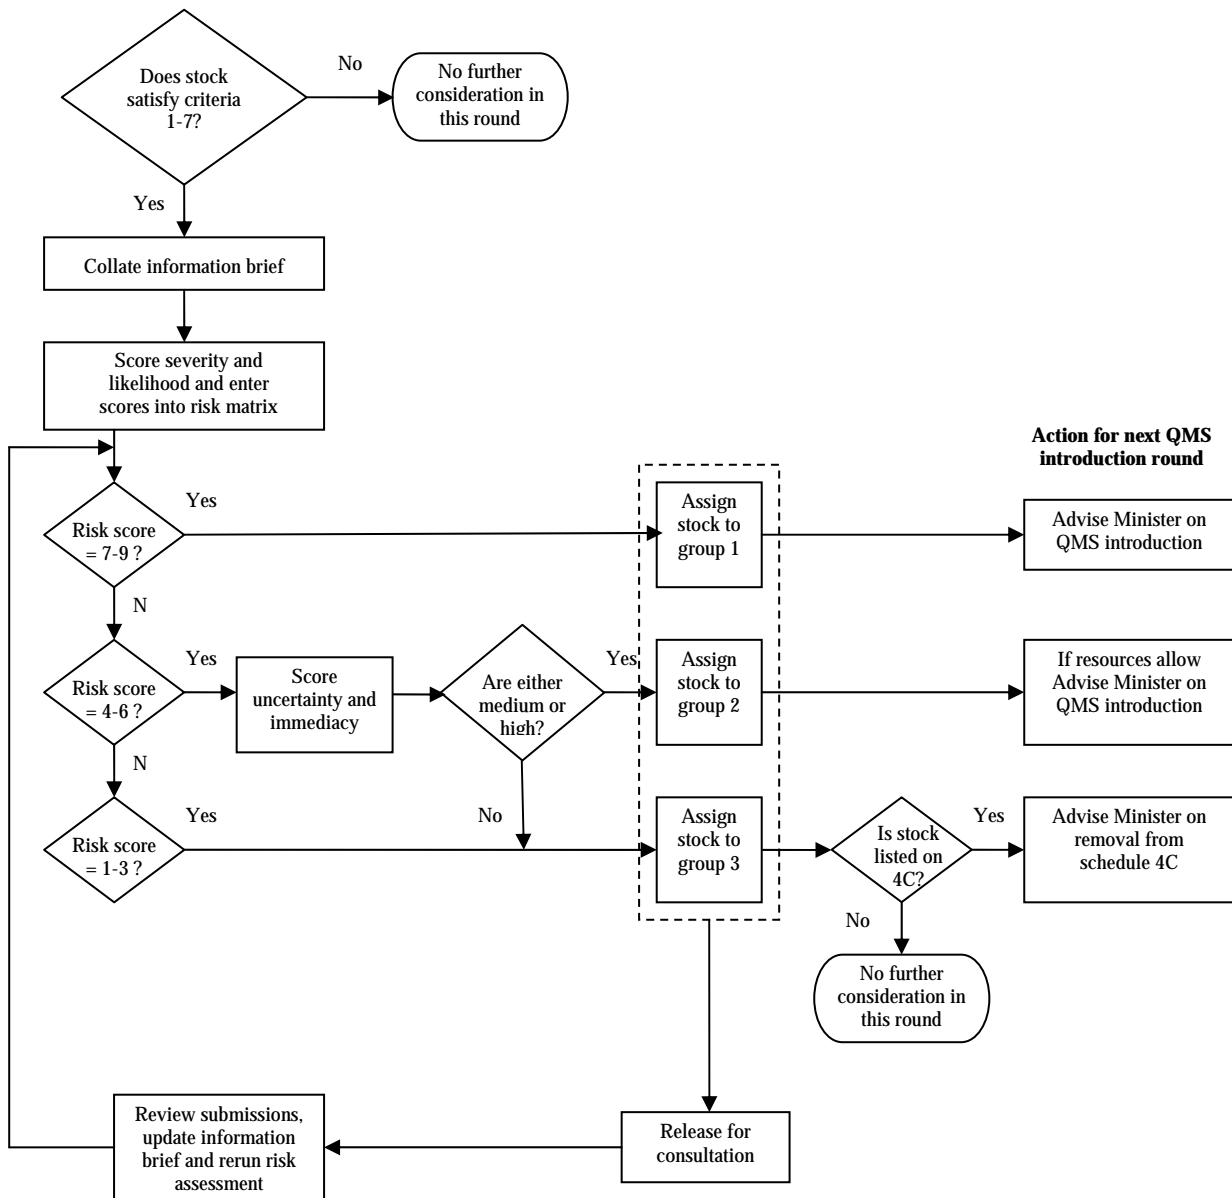 Does stock
satisfy criteria
1-7?
No
No further
consideration in
this round
Yes
Collate information brief
Score severity and
likelihood and enter
scores into risk matrix
Action for next QMS
introduction round
Risk score
= 7-9 ?
Yes
Assign
stock to
group 1
Advise Minister on
QMS introduction
N
Risk score
= 4-6 ?
Yes
Score
uncertainty and
immediacy
Are either
medium or
high?
Yes
Assign
stock to
group 2
If resources allow
Advise Minister on
QMS introduction
N
No
Risk score
= 1-3 ?
Yes
Assign
stock to
group 3
Is stock
listed on
4C?
Yes
Advise Minister on
removal from
schedule 4C
No
No further
consideration in
this round
Review submissions,
update information
brief and rerun risk
assessment
Release for
consultation